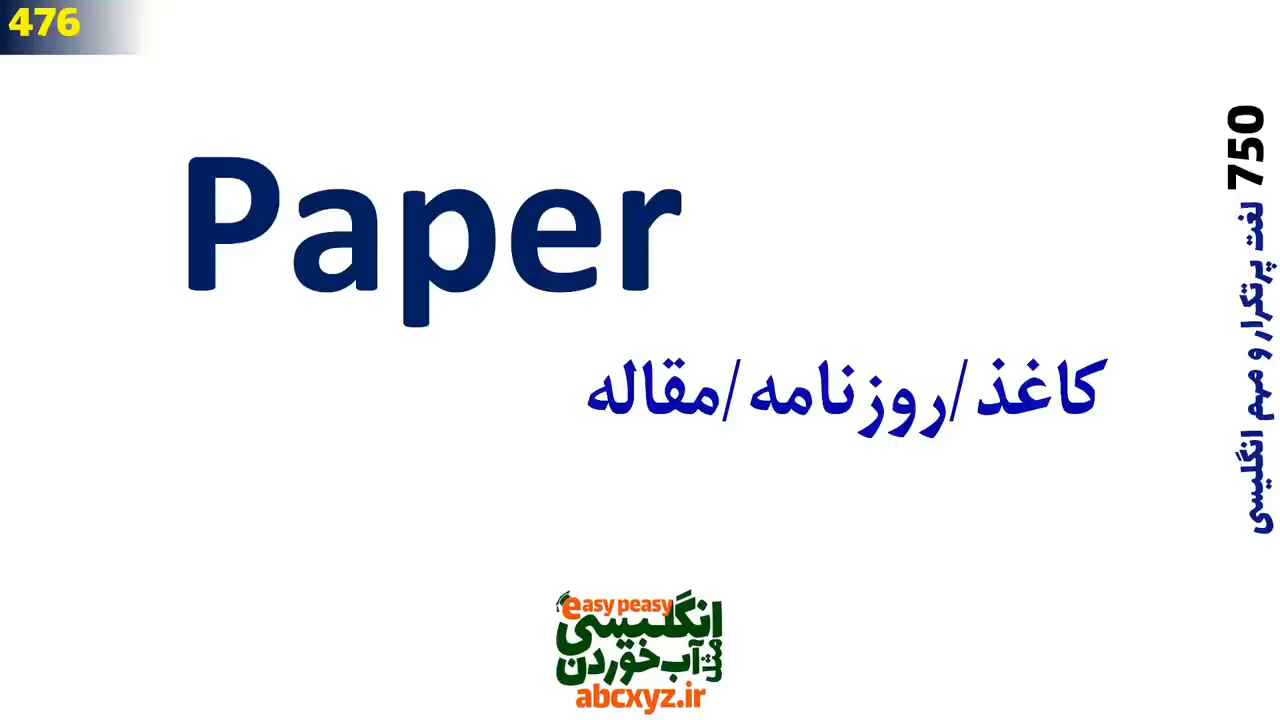 476
Paper
کاغذ/روزنامه/مقاله
750 لغت پرتکرار و مهم انگلیسی
easy peasy
انگلیسی
مثل آب خوردن
abcxyz.ir